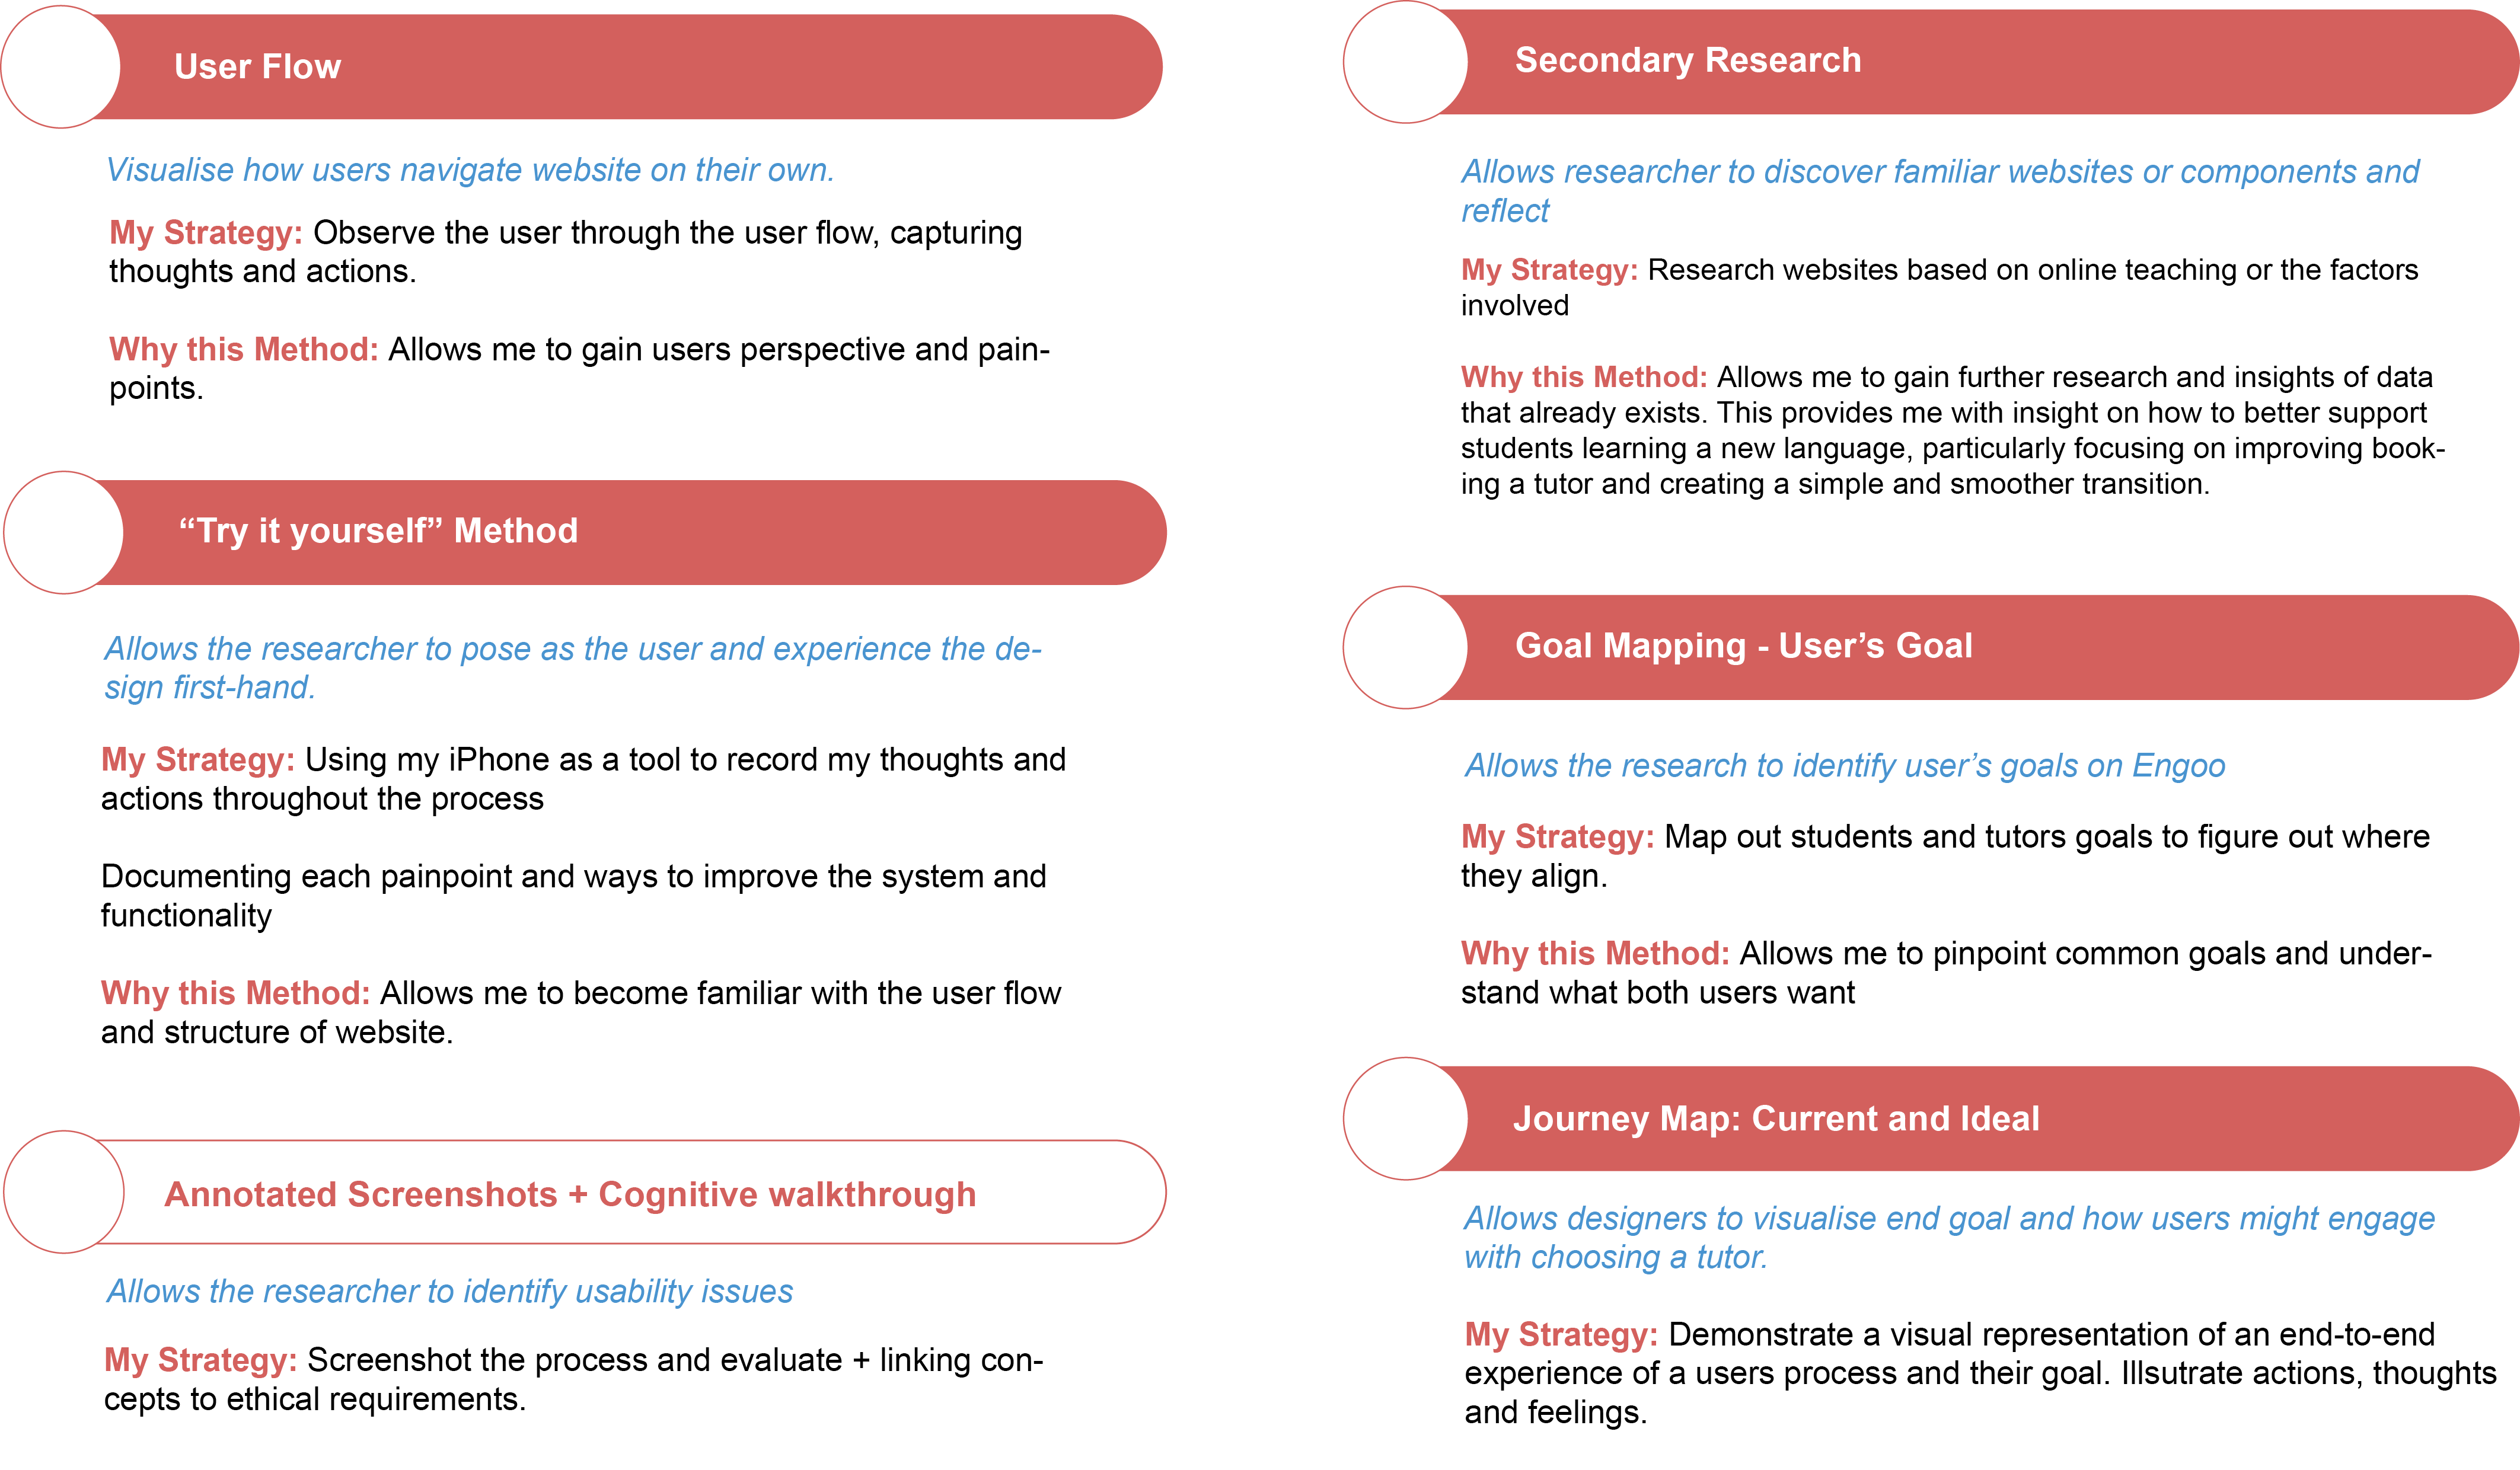 User Flow
Visualise how users navigate website on their own.
My Strategy: Observe the user through the user flow, capturing
thoughts and actions.
Why this Method: Allows me to gain users perspective and pain-
points.
“Try it yourself” Method
Allows the researcher to pose as the user and experience the de-
sign first-hand.
My Strategy: Using my iPhone as a tool to record my thoughts and
actions throughout the process
Documenting each painpoint and ways to improve the system and
functionality
Why this Method: Allows me to become familiar with the user flow
and structure of website.
Annotated Screenshots + Cognitive walkthrough
Allows the researcher to identify usability issues
My Strategy: Screenshot the process and evaluate + linking con-
cepts to ethical requirements.
Secondary Research
Allows researcher to discover familiar websites or components and
reflect
My Strategy: Research websites based on online teaching or the factors
involved
Why this Method: Allows me to gain further research and insights of data
that already exists. This provides me with insight on how to better support
students learning a new language, particularly focusing on improving book-
ing a tutor and creating a simple and smoother transition.
Goal Mapping - User’s Goal
Allows the research to identify user’s goals on Engoo
My Strategy: Map out students and tutors goals to figure out where
they align.
Why this Method: Allows me to pinpoint common goals and under-
stand what both users want
Journey Map: Current and Ideal
Allows designers to visualise end goal and how users might engage
with choosing a tutor.
My Strategy: Demonstrate a visual representation of an end-to-end
experience of a users process and their goal. Illsutrate actions, thoughts
and feelings.